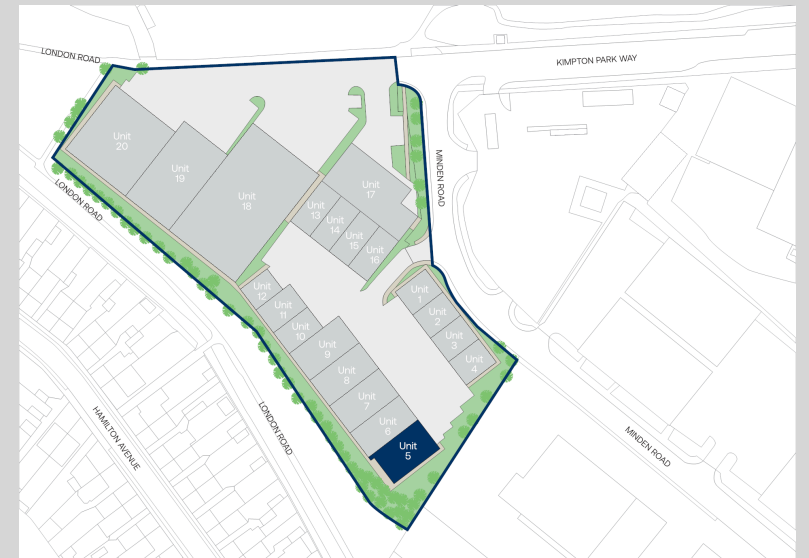 LONDON ROAD
KIMPTON PARK WAY
Unit
20
Unit
19
Unit
18
Unit
17
MINDEN ROAD
LONDON ROAD
Unit
13
Unit
14
Unit
15
Unit
16
Unit
12
Unit
11
Unit
10
Unit
9
Unit
8
Unit
7
Unit
6
Unit
5
Unit
1
Unit
2
Unit
3
Unit
4
HAMILTON AVENUE
LONDON ROAD
MINDEN ROAD